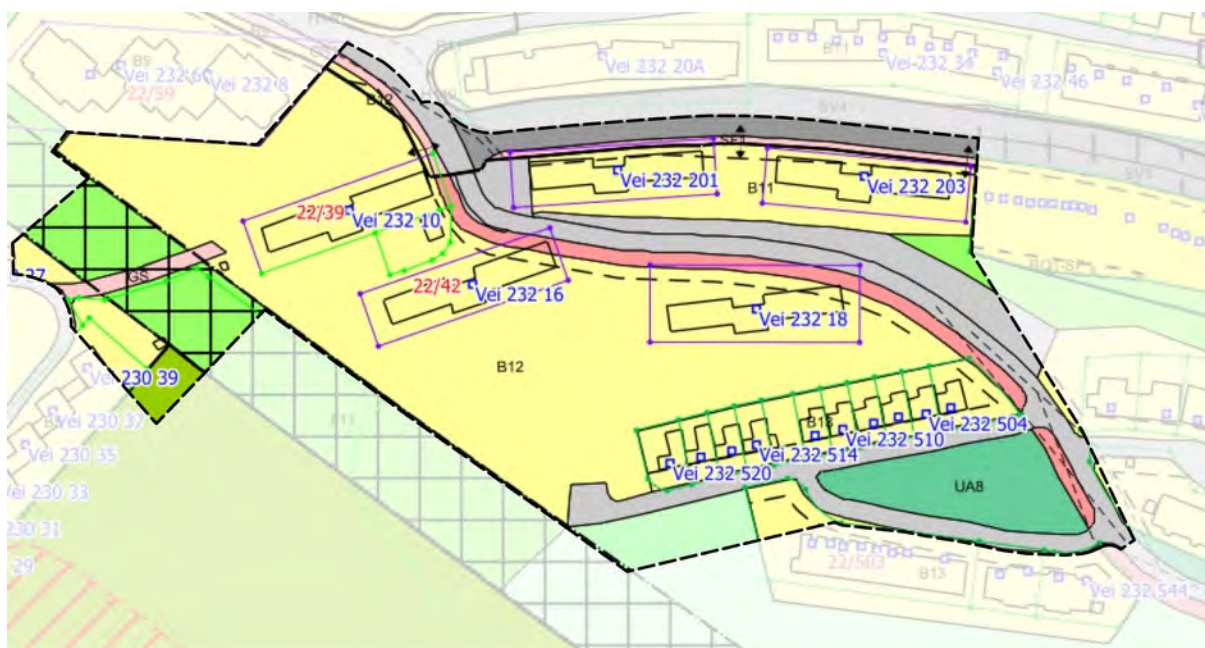 B9
Vei 232 6
Vei 232 8
22/59
B12
Vei 232 20A
B11
Vei 232 34
Vei 232 46
SV4
Vei 232 201
Vei 232 203
B11
22/39
Vei 232 10
GS
22/42
Vei 232 16
Vei 232 18
B12
230 39
Vei 230 37
230 35
Vei 230 33
230 31
29
B13
Vei 232 504
Vei 232 510
Vei 232 514
Vei 232 520
UA8
22/503
B13
Vei 232 544